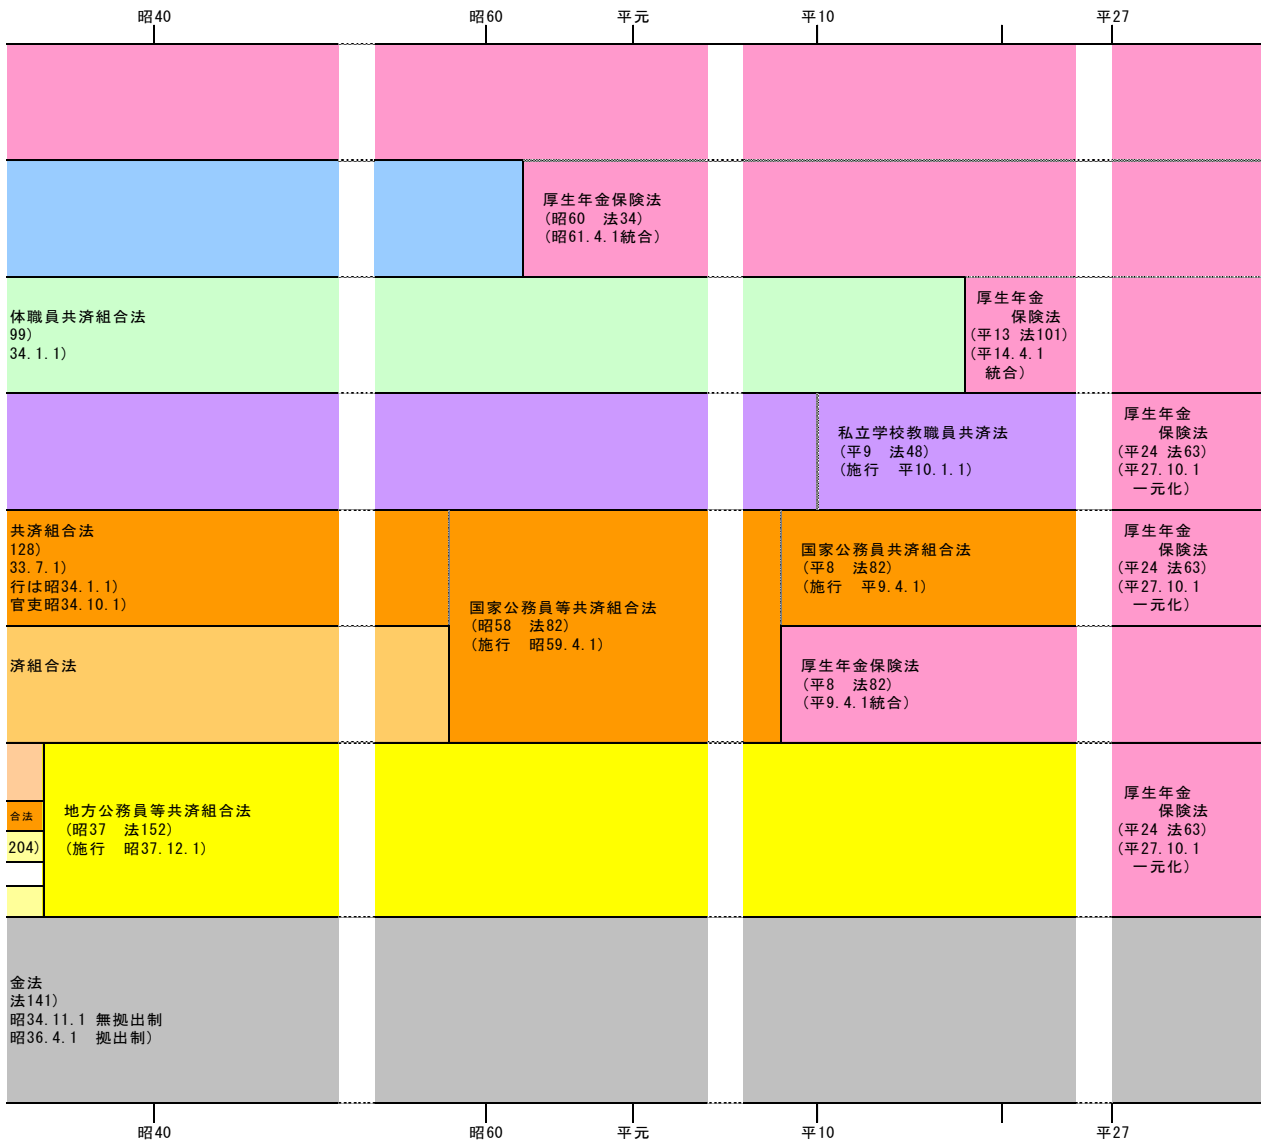 昭40 昭60 平元 平10 平27
厚生年金保険法
(昭60 法34)
(昭61.4.1統合)
体職員共済組合法
99)
34.1.1)
厚生年金
保険法
(平13 法101)
(平14.4.1
統合)
私立学校教職員共済法
(平9 法48)
(施行 平10.1.1)
厚生年金
保険法
(平24 法63)
(平27.10.1
一元化)
共済組合法
128)
33.7.1)
行は昭34.1.1)
官吏昭34.10.1)
国家公務員等共済組合法
(昭58 法82)
(施行 昭59.4.1)
国家公務員共済組合法
(平8 法82)
(施行 平9.4.1)
厚生年金
保険法
(平24 法63)
(平27.10.1
一元化)
済組合法
厚生年金保険法
(平8 法82)
(平9.4.1統合)
合法
204)
地方公務員等共済組合法
(昭37 法152)
(施行 昭37.12.1)
厚生年金
保険法
(平24 法63)
(平27.10.1
一元化)
金法
法141)
昭34.11.1 無拠出制
昭36.4.1 拠出制)
昭40 昭60 平元 平10 平27